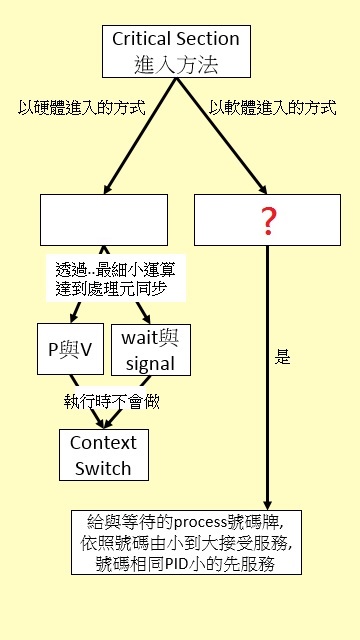 Critical Section
進入方法
以硬體進入的方式
以軟體進入的方式
?
透過..最細小運算
達到處理元同步
P與V
wait與
signal
是
執行時不會做
Context
Switch
給與等待的process號碼牌,
依照號碼由小到大接受服務,
號碼相同PID小的先服務